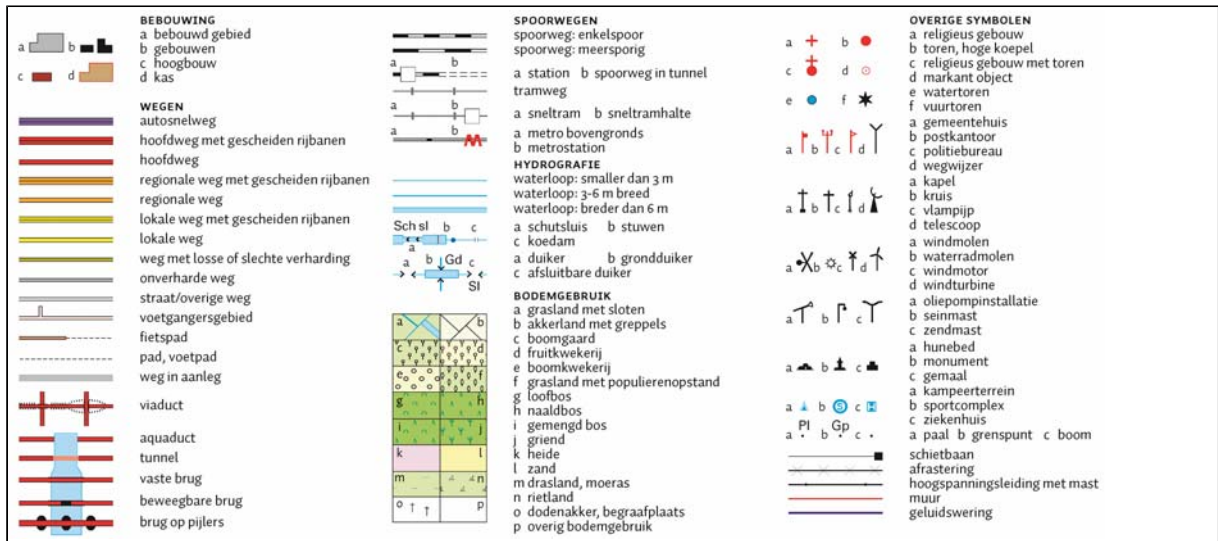 BEBOUWING
a bebouwd gebied
b gebouwen
c hoogbouw
d kas
a b
c d
WEGEN
autosnelweg
hoofdweg met gescheiden rijbanen
hoofdweg
regionale weg met gescheiden rijbanen
regionale weg
lokale weg met gescheiden rijbanen
lokale weg
weg met losse of slechte verharding
onverharde weg
straat/overige weg
voetgangersgebied
fietspad
pad, voetpad
weg in aanleg
viaduct
aquaduct
tunnel
vaste brug
beweegbare brug
brug op pijlers
SPOORWEGEN
spoorweg: enkelspoor
spoorweg: meersporig
a b
a station b spoorweg in tunnel
tramweg
a b
a sneltram b sneltramhalte
a b
a metro bovengronds
b metrostation
HYDROGRAFIE
waterloop: smaller dan 3 m
waterloop: 3-6 m breed
waterloop: breder dan 6 m
Sch sl b c
a
a schutsluis b stuwen
c koedam
a b Gd c
Sl
a duiker b grondduiker
c afsluitbare duiker
BODEMGEBRUIK
a b
c d
e f
g h
i j
k l
m n
o p
a grasland met sloten
b akkerland met greppels
c boomgaard
d fruitkwekerij
e boomkwekerij
f grasland met populierenopstand
g loofbos
h naaldbos
i gemengd bos
j griend
k heide
l zand
m drasland, moeras
n rietland
o dodenakker, begraafplaats
p overig bodemgebruik
OVERIGE SYMBOLEN
a b
c d
e f
a religieus gebouw
b toren, hoge koepel
c religieus gebouw met toren
d markant object
e watertoren
f vuurtoren
a b c d
a gemeentehuis
b postkantoor
c politiebureau
d wegwijzer
a b c d
a kapel
b kruis
c vlampijp
d telescoop
a b c d
a windmolen
b waterradmolen
c windmotor
d windturbine
a b c
a oliepompinstallatie
b seinmast
c zendmast
a b c
a hunebed
b monument
c gemaal
a b S c H
a kampeerterrein
b sportcomplex
c ziekenhuis
Pl Gp
a b c
a paal b grenspunt c boom
schietbaan
afrastering
hoogspanningsleiding met mast
muur
geluidswering